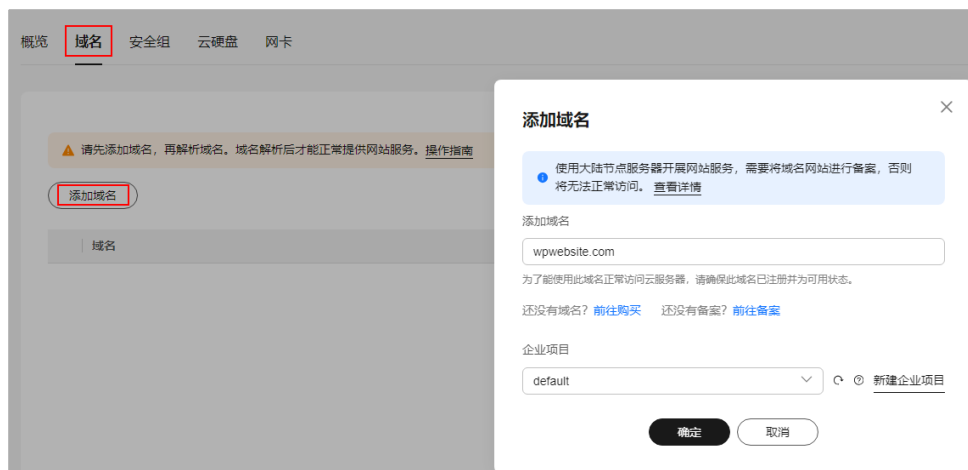 概览 域名 安全组 云硬盘 网卡
请先添加域名，再解析域名。域名解析后才能正常提供网站服务。操作指南
添加域名
域名
添加域名
使用大陆节点服务器开展网站服务，需要将域名网站进行备案，否则
将无法正常访问。 查看详情
添加域名
wpwebsite.com
为了能使用此域名正常访问云服务器，请确保此域名已注册并为可用状态。
还没有域名？前往购买 还没有备案？前往备案
企业项目
default 新建企业项目
确定 取消